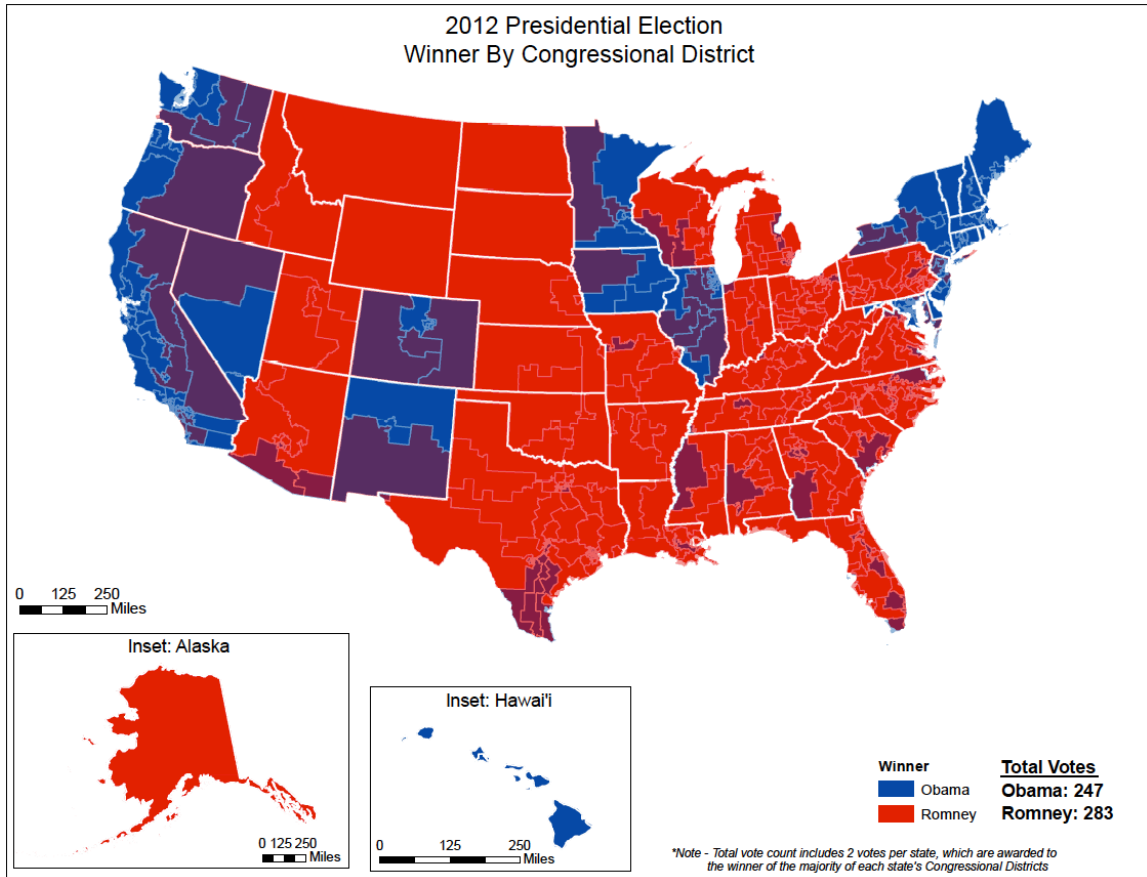 2012 Presidential Election
Winner By Congressional District
0 125 250
Miles
Inset: Alaska
0 125 250
Miles
Inset: Hawai'i
0 125 250
Miles
Winner
Obama
Romney
Total Votes
Obama: 247
Romney: 283
*Note - Total vote count includes 2 votes per state, which are awarded to
the winner of the majority of each state's Congressional Districts